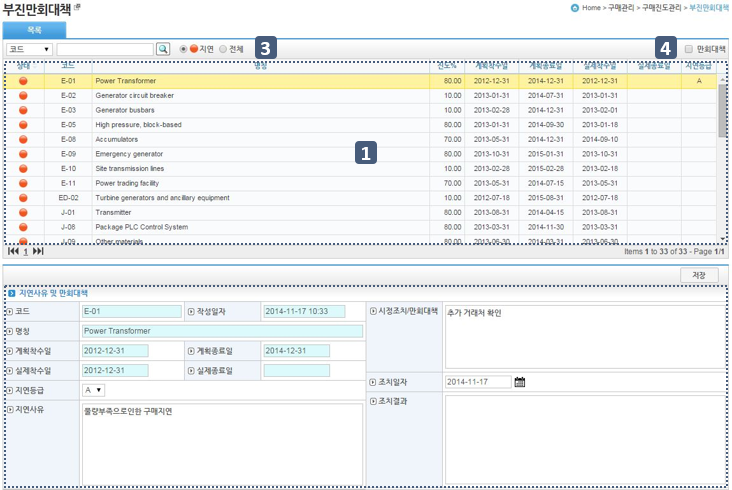 부진만회대책
Home > 구매관리 > 구매진도관리 > 부진만회대책
목록
코드 지연 전체 3 4 만회대책
상태 코드 명칭 진도% 계획착수일 계획종료일 실제착수일 실제종료일 지연등급
E-01 Power Transformer 80.00 2012-12-31 2014-12-31 2012-12-31 A
E-02 Generator circuit breaker 10.00 2013-01-31 2014-07-31 2013-01-31
E-03 Generator busbars 10.00 2013-02-28 2014-12-31 2013-02-01
E-05 High pressure, block-based 60.00 2013-01-31 2014-09-30 2013-01-18
E-08 Accumulators 70.00 2013-05-31 2014-12-31 2014-09-10
1
E-09 Emergency generator 80.00 2013-10-31 2015-01-31 2013-10-31
E-10 Site transmission lines 10.00 2013-02-28 2015-02-28 2013-02-18
E-11 Power trading facility 70.00 2013-05-31 2014-07-15 2013-05-31
ED-02 Turbine generators and ancillary equipment 10.00 2012-07-18 2015-08-31 2012-07-18
J-01 Transmitter 80.00 2013-08-31 2014-04-15 2013-08-31
J-08 Package PLC Control System 60.00 2013-03-31 2014-11-30 2013-03-31
J-09 Other materials 80.00 2013-06-30 2014-03-31 2013-06-30
1 Items 1 to 33 of 33 - Page 1/1
저장
지연사유 및 만회대책
코드 E-01 작성일자 2014-11-17 10:33 시정조치/만회대책 추가 거래처 확인
명칭 Power Transformer
계획착수일 2012-12-31 계획종료일 2014-12-31
실제착수일 2012-12-31 실제종료일
조치일자 2014-11-17
지연등급 A
조치결과
지연사유 물량부족으로인한 구매지연